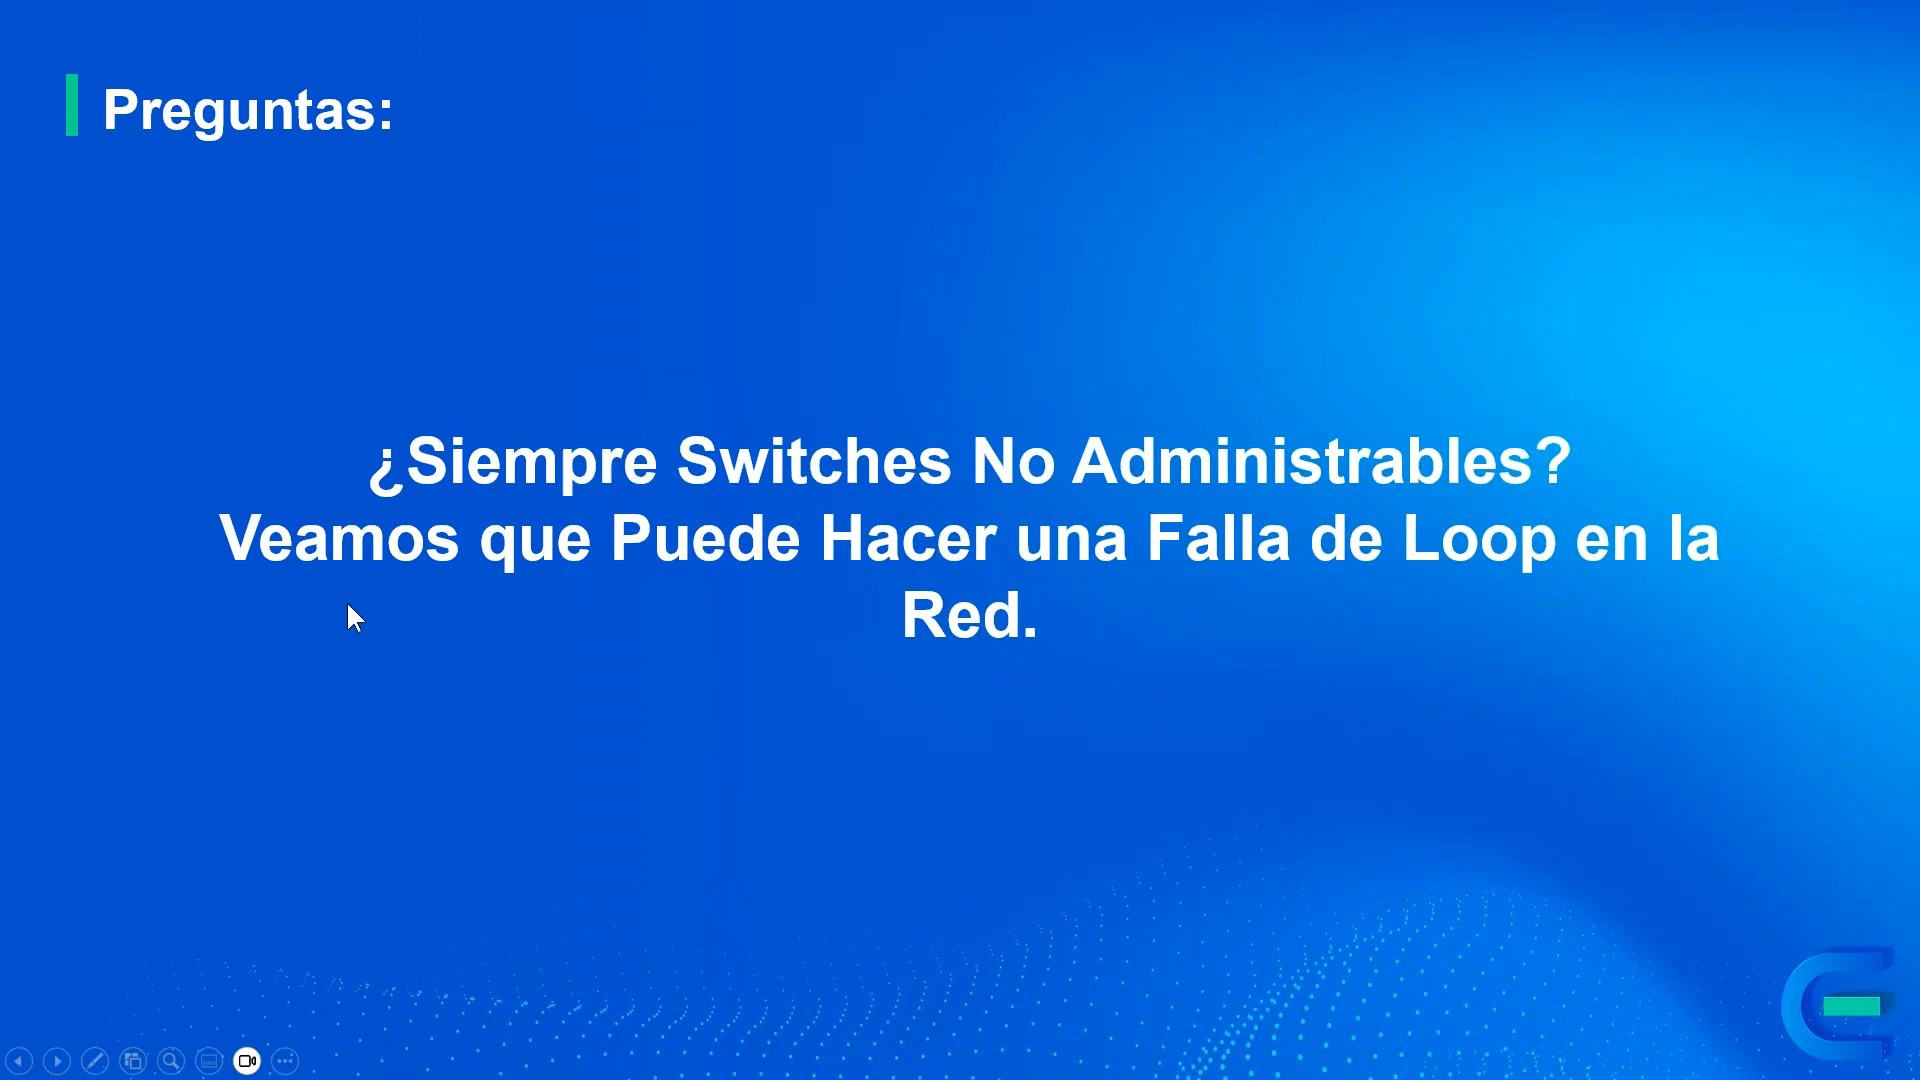 Preguntas:
¿Siempre Switches No Administrables?
Veamos que Puede Hacer una Falla de Loop en la
Red.